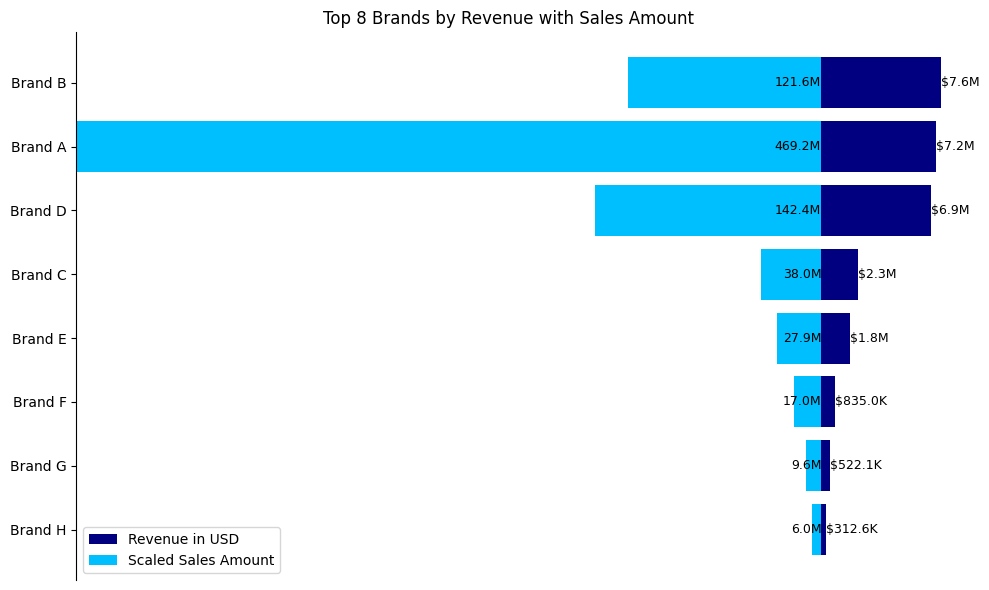 Top 8 Brands by Revenue with Sales Amount
Brand B 121.6M $7.6M
Brand A 469.2M $7.2M
Brand D 142.4M $6.9M
Brand C 38.0M $2.3M
Brand E 27.9M $1.8M
Brand F 17.0M $835.0K
Brand G 9.6M $522.1K
Brand H 6.0M $312.6K
Revenue in USD
Scaled Sales Amount